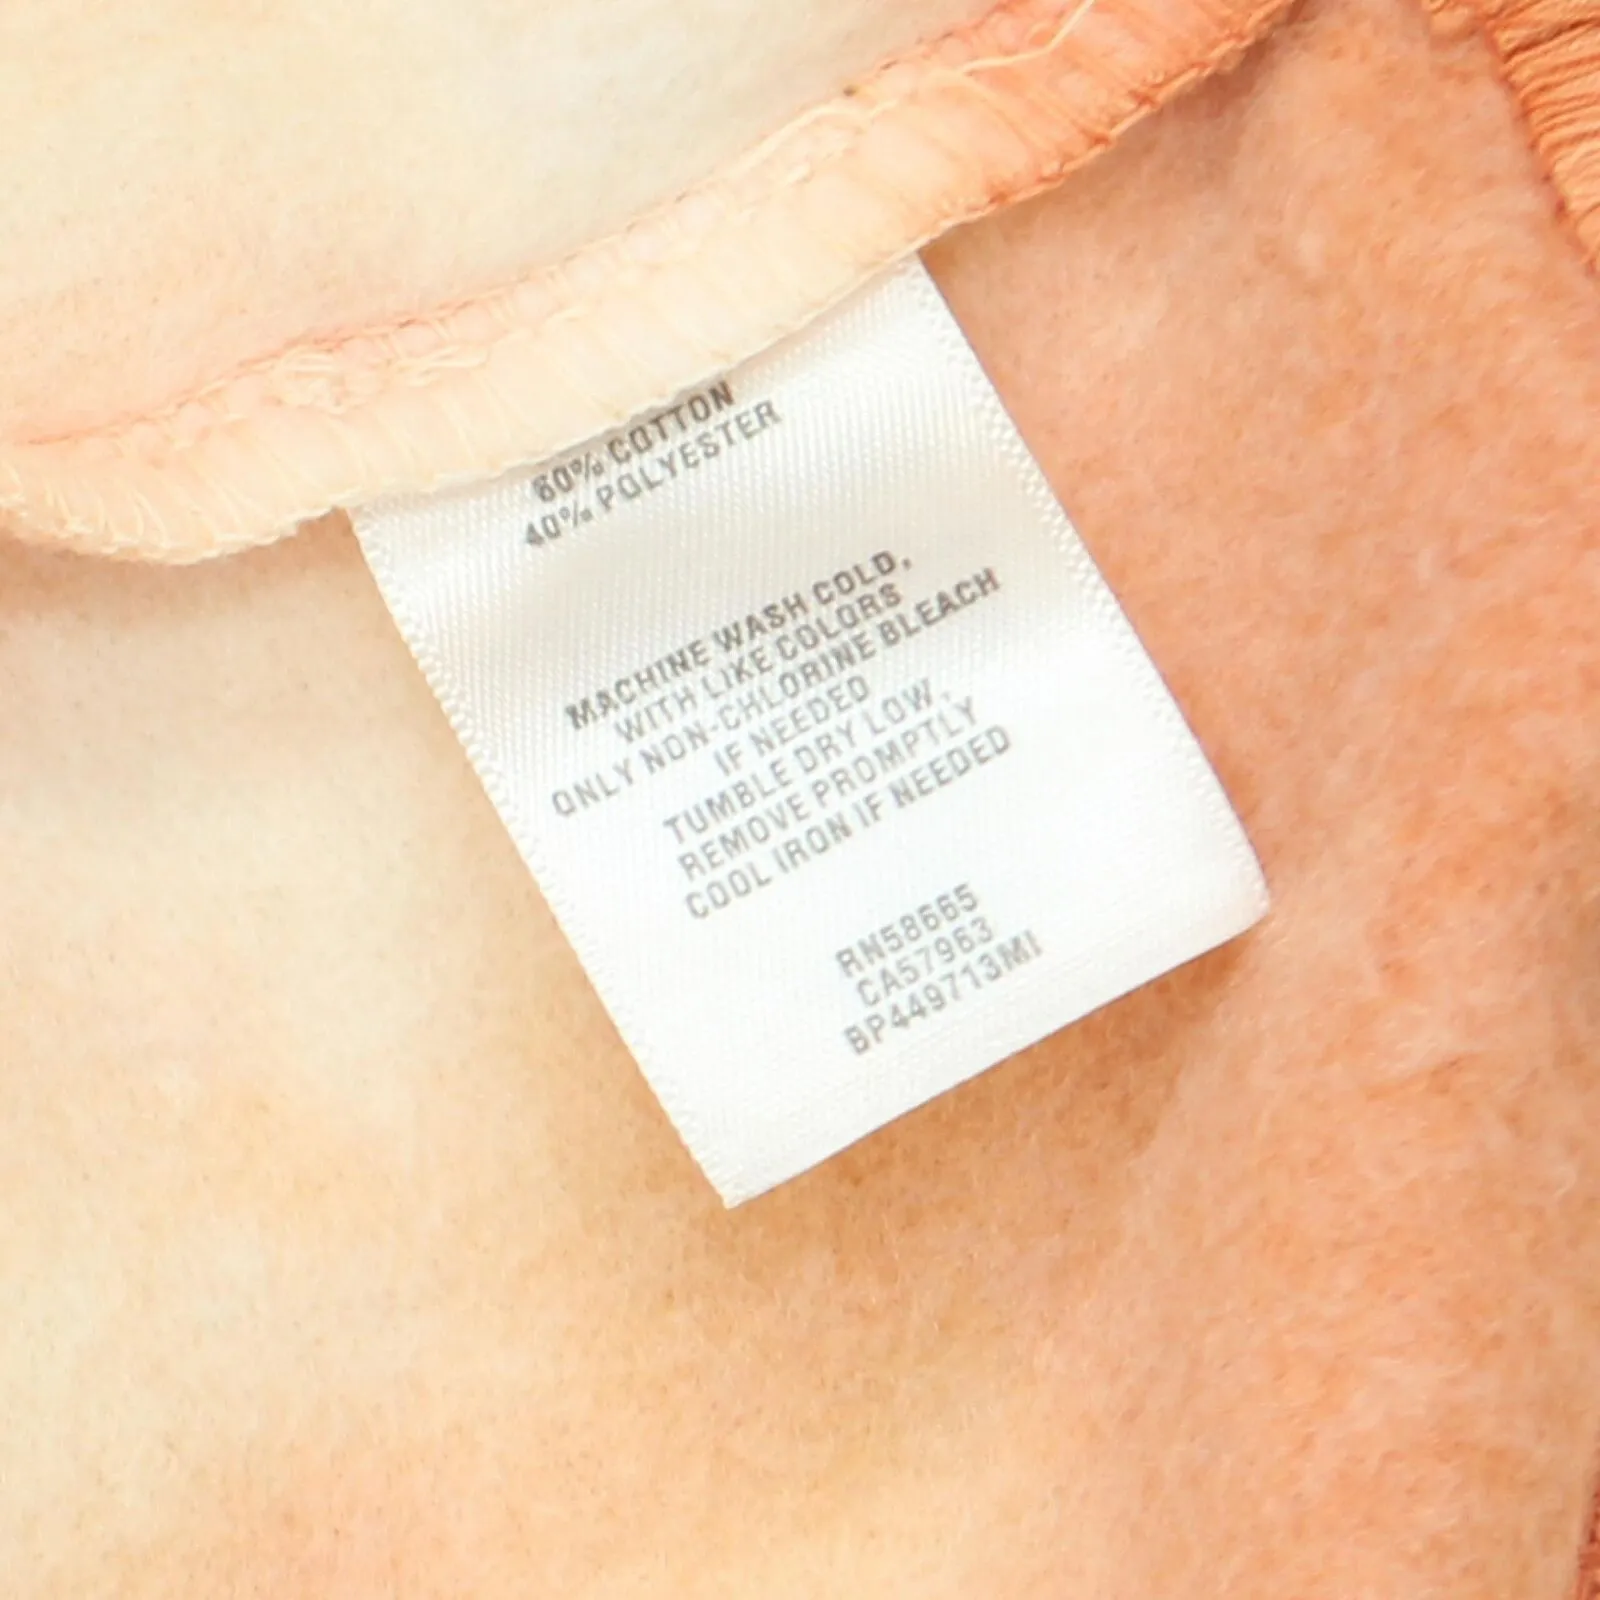 60% COTTON
40% POLYESTER
MACHINE WASH COLD,
WITH LIKE COLORS
ONLY NON-CHLORINE BLEACH
IF NEEDED
TUMBLE DRY LOW,
REMOVE PROMPTLY
COOL IRON IF NEEDED
RN58665
CA57963
BP449713MI